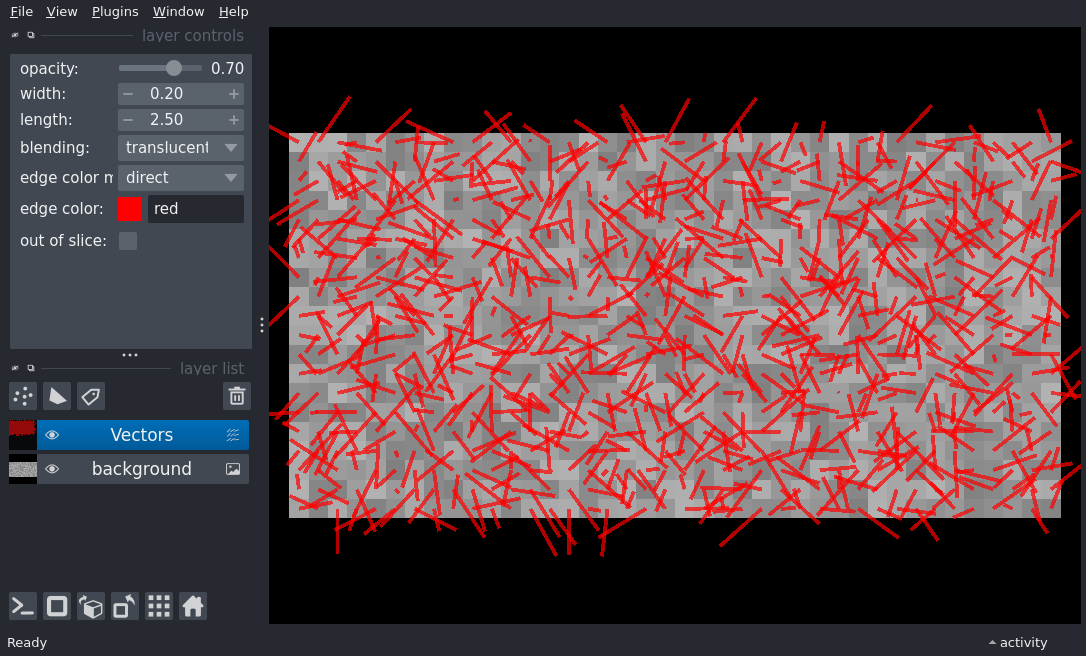 File View Plugins Window Help
layer controls
opacity: 0.70
width: − 0.20 +
length: − 2.50 +
blending: translucent
edge color m direct
edge color: red
out of slice:
layer list
Vectors
background
Ready
activity